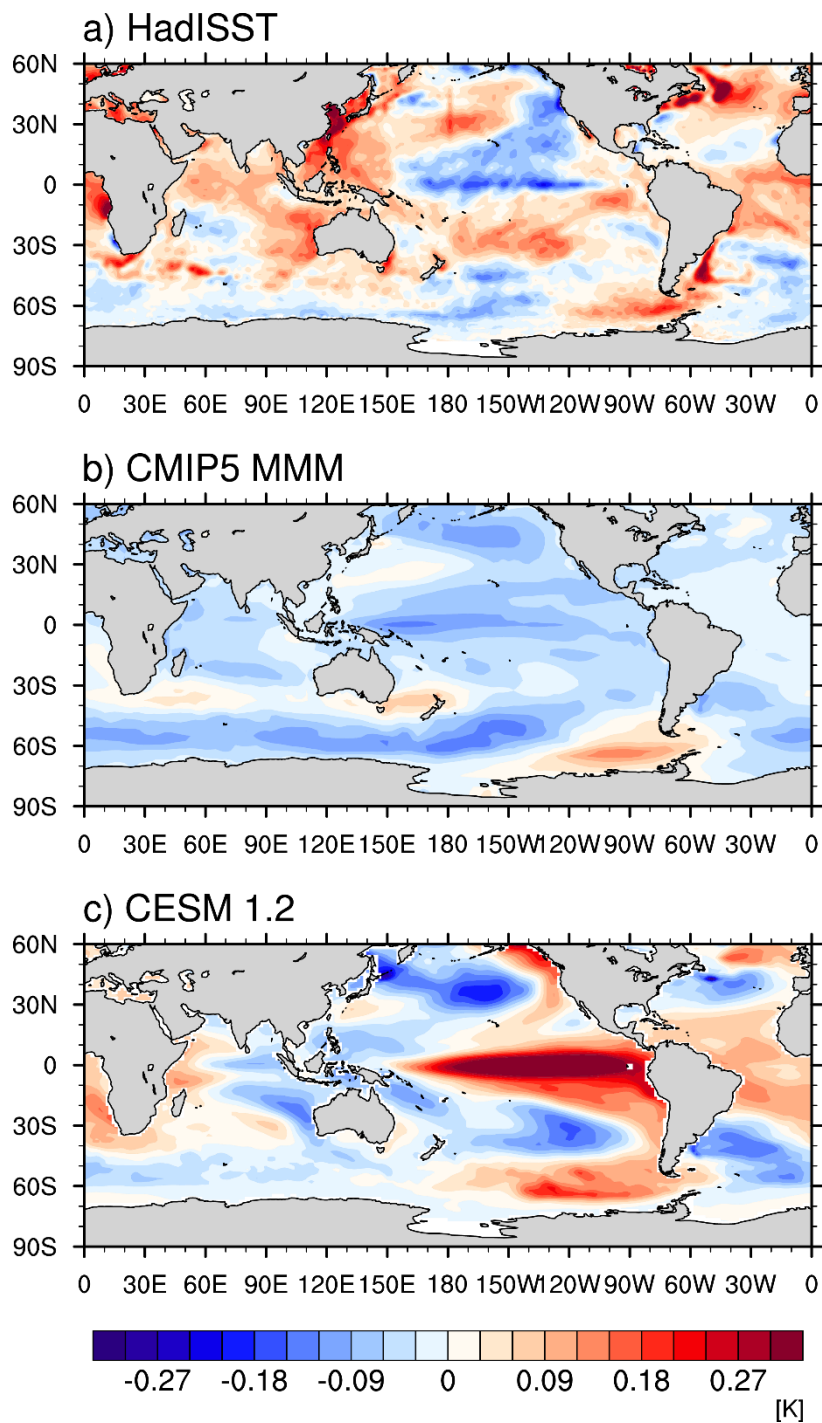 a) HadISST
60N
30N
0
30S
60S
90S
0 30E 60E 90E 120E 150E 180 150W 120W 90W 60W 30W 0
b) CMIP5 MMM
60N
30N
0
30S
60S
90S
0 30E 60E 90E 120E 150E 180 150W 120W 90W 60W 30W 0
c) CESM 1.2
60N
30N
0
30S
60S
90S
0 30E 60E 90E 120E 150E 180 150W 120W 90W 60W 30W 0
-0.27 -0.18 -0.09 0 0.09 0.18 0.27
[K]